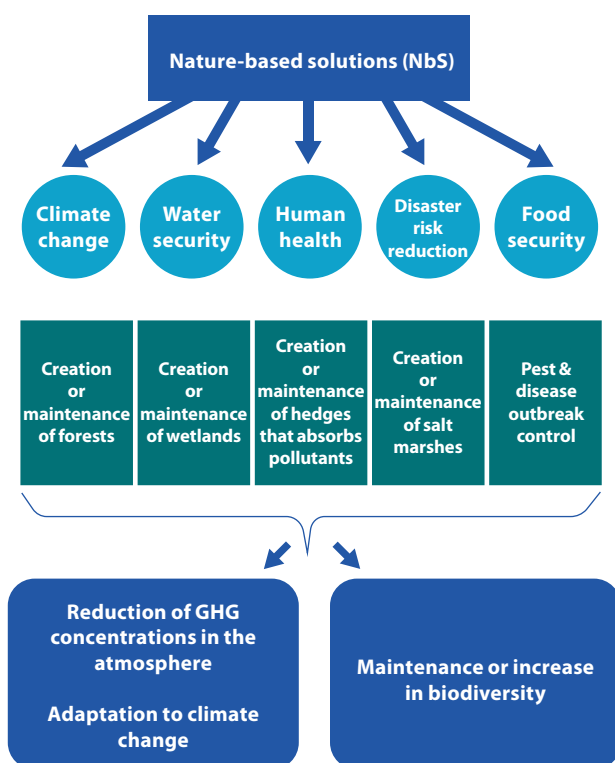 Nature-based solutions (NbS)
Climate
change
Water
security
Human
health
Disaster
risk
reduction
Food
security
Creation
or
maintenance
of forests
Creation
or
maintenance
of wetlands
Creation
or
maintenance
of hedges
that absorbs
pollutants
Creation
or
maintenance
of salt
marshes
Pest &
disease
outbreak
control
Reduction of GHG
concentrations in the
atmosphere
Adaptation to climate
change
Maintenance or increase
in biodiversity